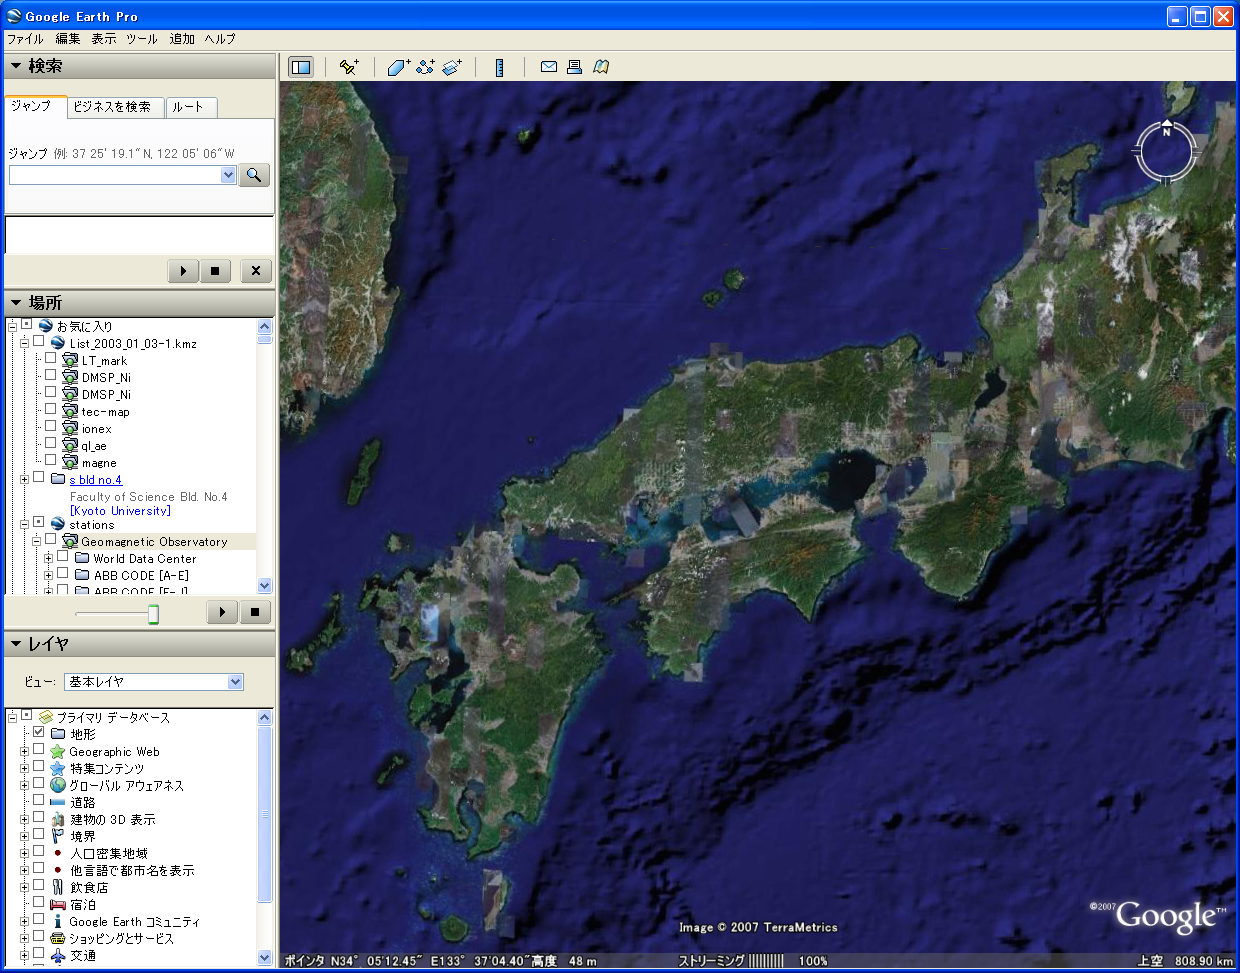 Google Earth Pro
ファイル 編集 表示 ツール 追加 ヘルプ
検索
ジャンプ ビジネスを検索 ルート
ジャンプ 例: 37 25' 19.1"N, 122 05' 06"W
場所
お気に入り
List_2003_01_03-1.kmz
LT_mark
DMSP_Ni
DMSP_Ni
tec-map
ionex
ql_ae
magne
s bld no.4
Faculty of Science Bld. No.4
[Kyoto University]
stations
Geomagnetic Observatory
World Data Center
ABB CODE [A-E]
ABB CODE [F-J]
レイヤ
ビュー: 基本レイヤ
プライマリ データベース
地形
Geographic Web
特集コンテンツ
グローバル アウェアネス
道路
建物の 3D 表示
境界
人口密集地域
他言語で都市名を表示
飲食店
宿泊
Google Earth コミュニティ
ショッピングとサービス
交通
N
©2007 Google™
Image © 2007 TerraMetrics
ポインタ N34° 05'12.45" E133° 37'04.40" 高度 48 m ストリーミング |||||||||| 100% 上空 808.90 km